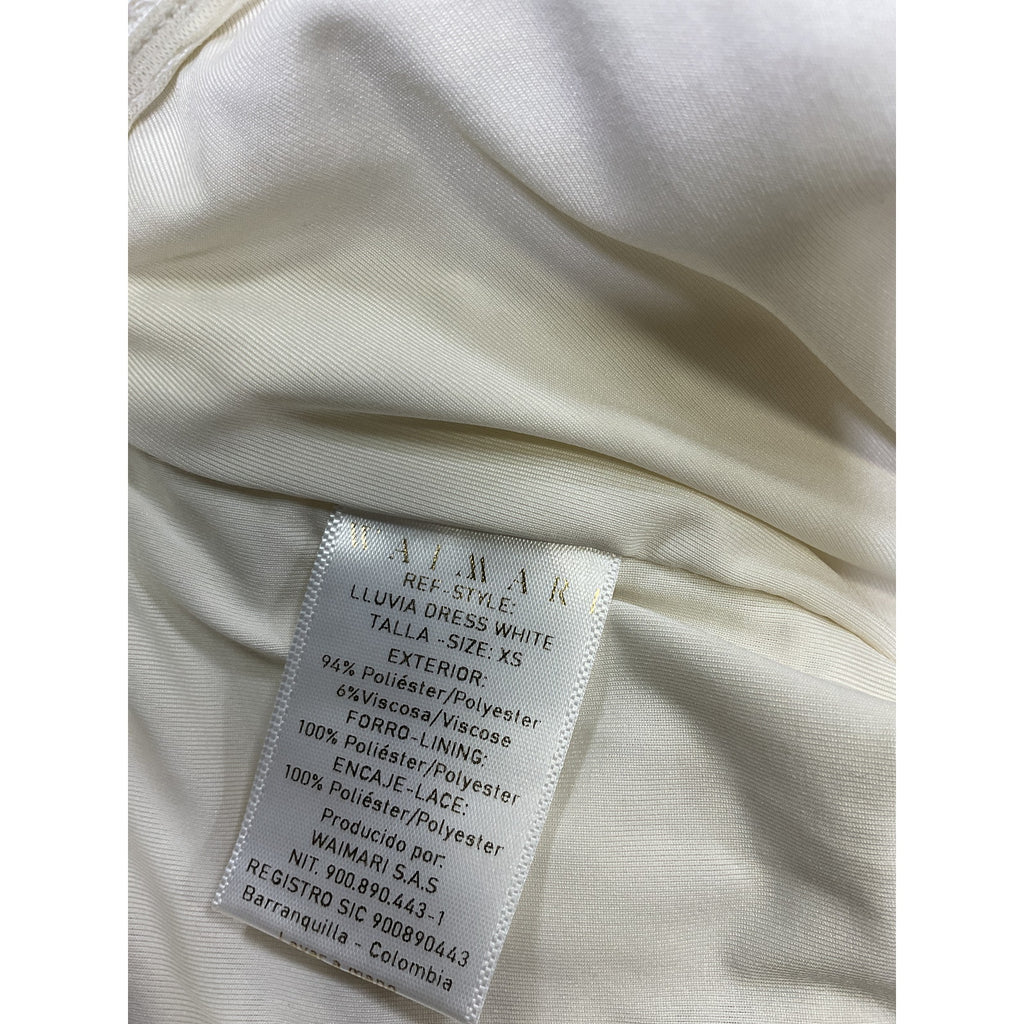 WAIMARI
REF-STYLE:
LLUVIA DRESS WHITE
TALLA -SIZE: XS
EXTERIOR:
94% Poliéster/Polyester
6%Viscosa/Viscose
FORRO-LINING:
100% Poliéster/Polyester
ENCAJE-LACE:
100% Poliéster/Polyester
Producido por:
WAIMARI S.A.S
NIT. 900.890.443-1
REGISTRO SIC 900890443
Barranquilla - Colombia
Lavar a mano